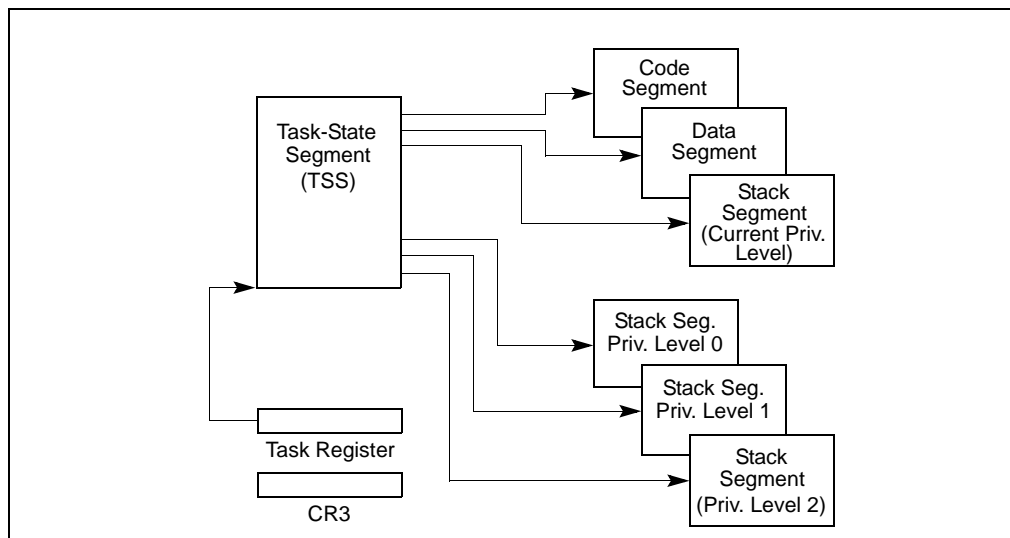 Task-State
Segment
(TSS)
Code
Segment
Data
Segment
Stack
Segment
(Current Priv.
Level)
Stack Seg.
Priv. Level 0
Stack Seg.
Priv. Level 1
Stack
Segment
(Priv. Level 2)
Task Register
CR3